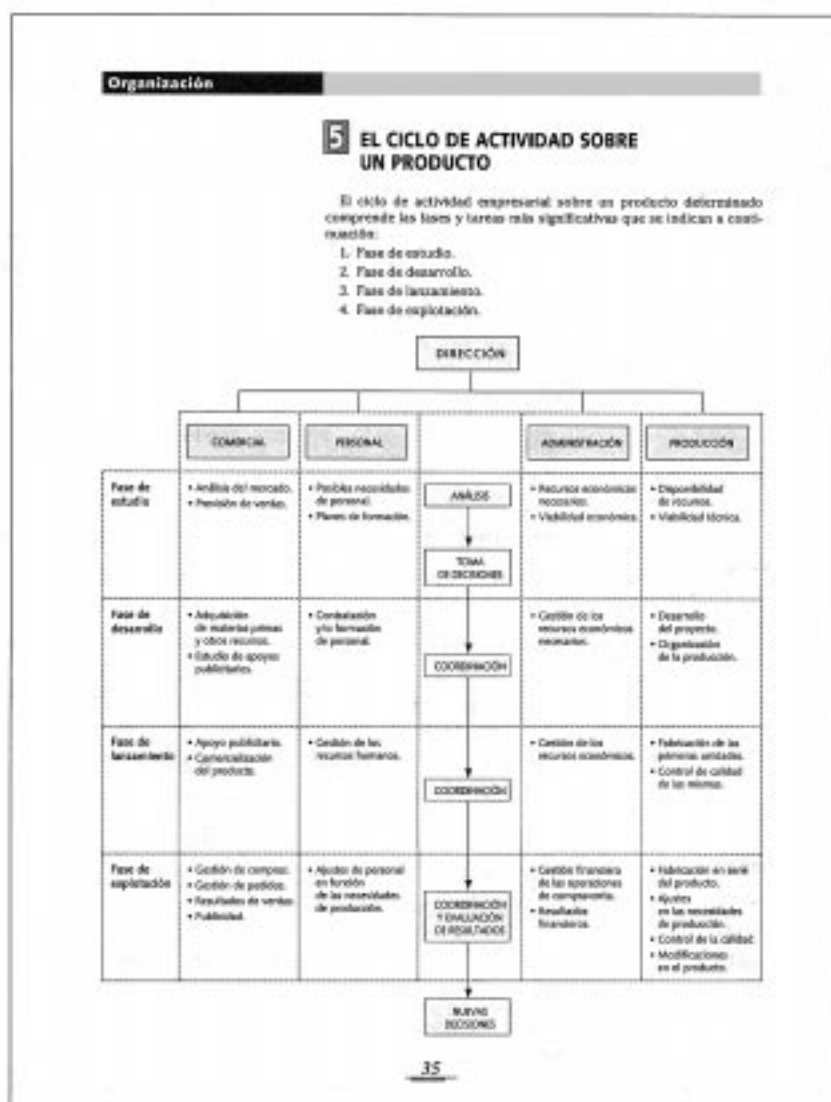 Organización
5 EL CICLO DE ACTIVIDAD SOBRE
UN PRODUCTO
El ciclo de actividad empresarial sobre un producto determinado
comprende las fases y tareas más significativas que se indican a conti-
nuación:
1. Fase de estudio.
2. Fase de desarrollo.
3. Fase de lanzamiento.
4. Fase de explotación.
DIRECCIÓN
COMERCIAL
PERSONAL
ADMINISTRACIÓN
PRODUCCIÓN
Fase de
estudio
• Análisis del mercado.
• Previsión de ventas.
• Posibles necesidades
de personal.
• Planes de formación.
ANÁLISIS
TOMA
DE DECISIONES
• Recursos económicos
necesarios.
• Viabilidad económica.
• Disponibilidad
de recursos.
• Viabilidad técnica.
Fase de
desarrollo
• Adquisición
de materias primas
y otros recursos.
• Estudio de apoyos
publicitarios.
• Contratación
y/o formación
de personal.
COORDINACIÓN
• Gestión de los
recursos económicos
necesarios.
• Desarrollo
del proyecto.
• Organización
de la producción.
Fase de
lanzamiento
• Apoyo publicitario.
• Comercialización
del producto.
• Gestión de los
recursos humanos.
COORDINACIÓN
• Gestión de los
recursos económicos.
• Fabricación de las
primeras unidades.
• Control de calidad
de las mismas.
Fase de
explotación
• Gestión de compras.
• Gestión de pedidos.
• Resultados de ventas.
• Publicidad.
• Ajustes de personal
en función
de las necesidades
de producción.
COORDINACIÓN
Y EVALUACIÓN
DE RESULTADOS
• Gestión financiera
de las operaciones
de compraventa.
• Resultados
financieros.
• Fabricación en serie
del producto.
• Ajustes
en las necesidades
de producción.
• Control de la calidad
• Modificaciones
en el producto.
NUEVAS
DECISIONES
35